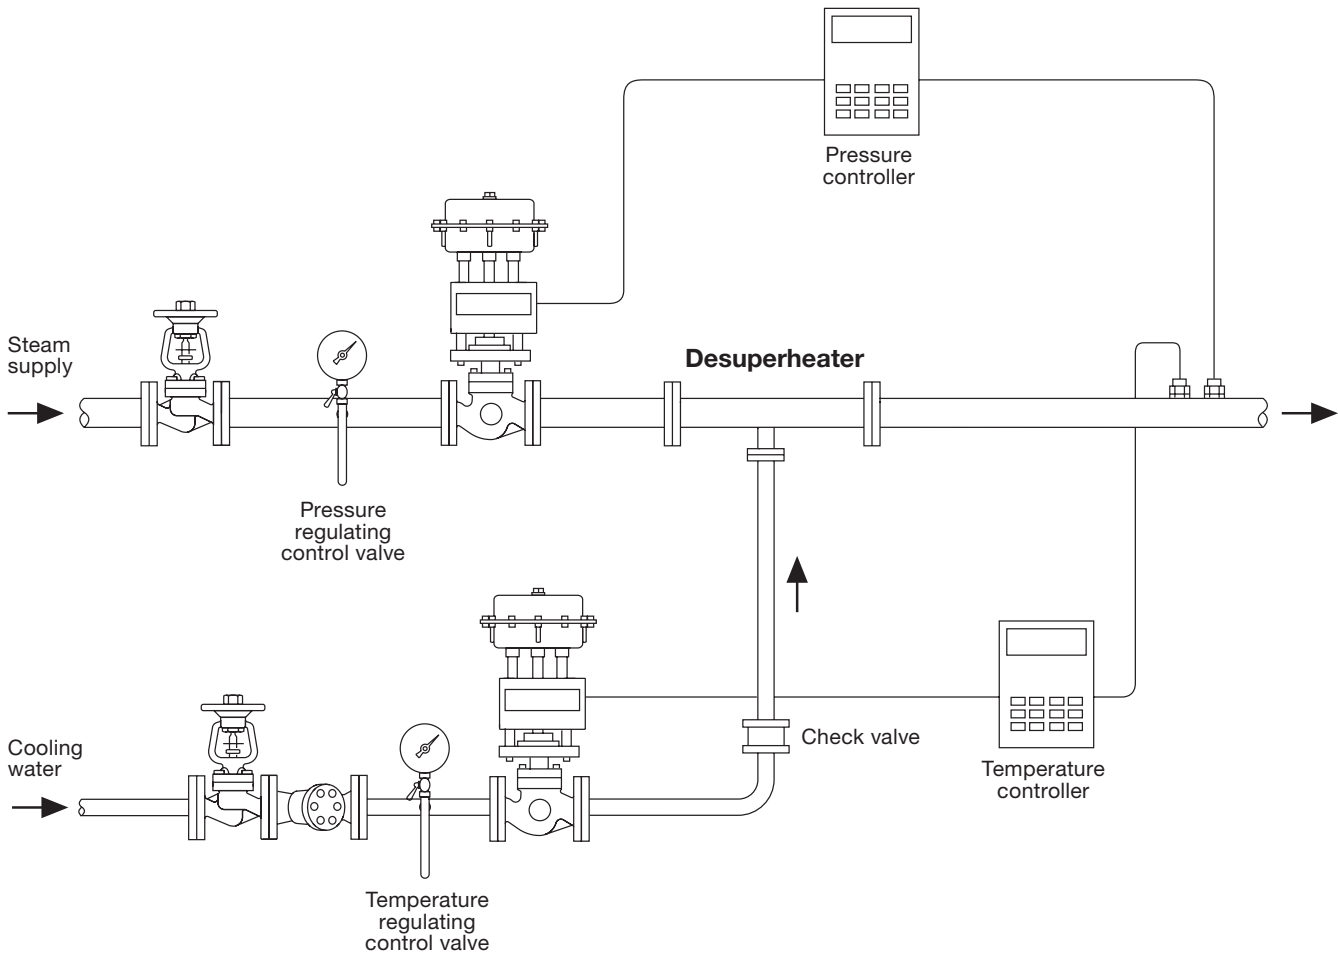 Pressure
controller
Steam
supply
Desuperheater
Pressure
regulating
control valve
Cooling
water
Check valve
Temperature
controller
Temperature
regulating
control valve